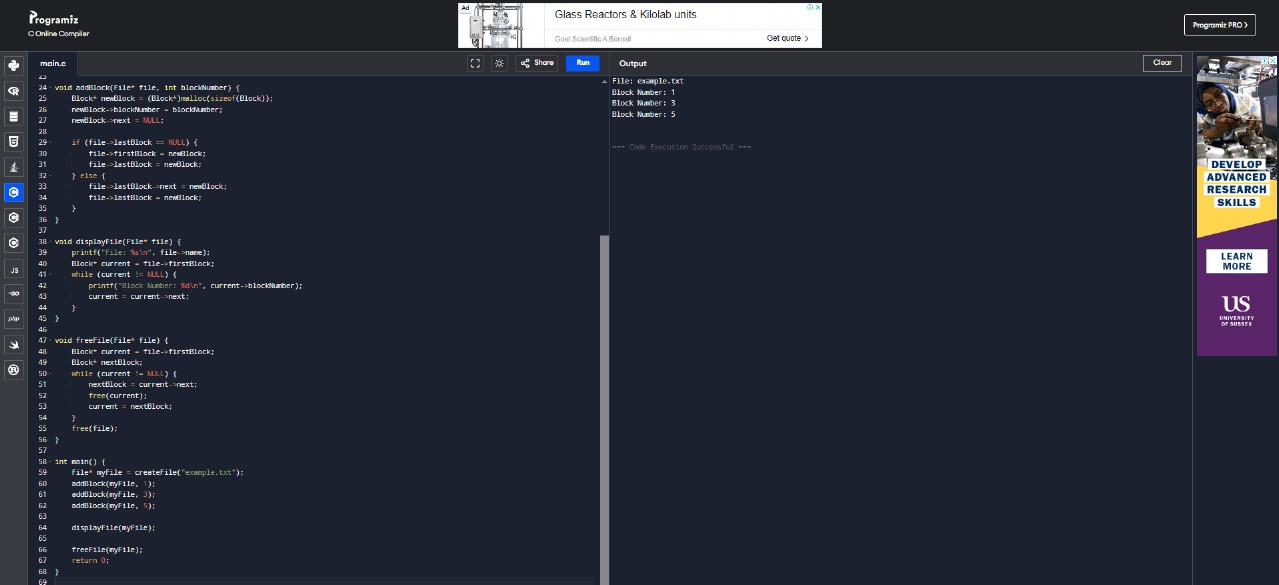 Programiz
C Online Compiler
Ad
Glass Reactors & Kilolab units
Goel Scientific A Borosil
Get quote >
Programiz PRO >
main.c
Share
Run
Output
Clear
23
24 void addBlock(File* file, int blockNumber) {
25 Block* newBlock = (Block*)malloc(sizeof(Block));
26 newBlock->blockNumber = blockNumber;
27 newBlock->next = NULL;
28
29 if (file->lastBlock == NULL) {
30 file->firstBlock = newBlock;
31 file->lastBlock = newBlock;
32 } else {
33 file->lastBlock->next = newBlock;
34 file->lastBlock = newBlock;
35 }
36 }
37
38 void displayFile(File* file) {
39 printf("File: %s\n", file->name);
40 Block* current = file->firstBlock;
41 while (current != NULL) {
42 printf("Block Number: %d\n", current->blockNumber);
43 current = current->next;
44 }
45 }
46
47 void freeFile(File* file) {
48 Block* current = file->firstBlock;
49 Block* nextBlock;
50 while (current != NULL) {
51 nextBlock = current->next;
52 free(current);
53 current = nextBlock;
54 }
55 free(file);
56 }
57
58 int main() {
59 File* myFile = createFile("example.txt");
60 addBlock(myFile, 1);
61 addBlock(myFile, 3);
62 addBlock(myFile, 5);
63
64 displayFile(myFile);
65
66 freeFile(myFile);
67 return 0;
68 }
69
File: example.txt
Block Number: 1
Block Number: 3
Block Number: 5
=== Code Execution Successful ===
JS
GO
php
DEVELOP
ADVANCED
RESEARCH
SKILLS
LEARN
MORE
US
UNIVERSITY
OF SUSSEX